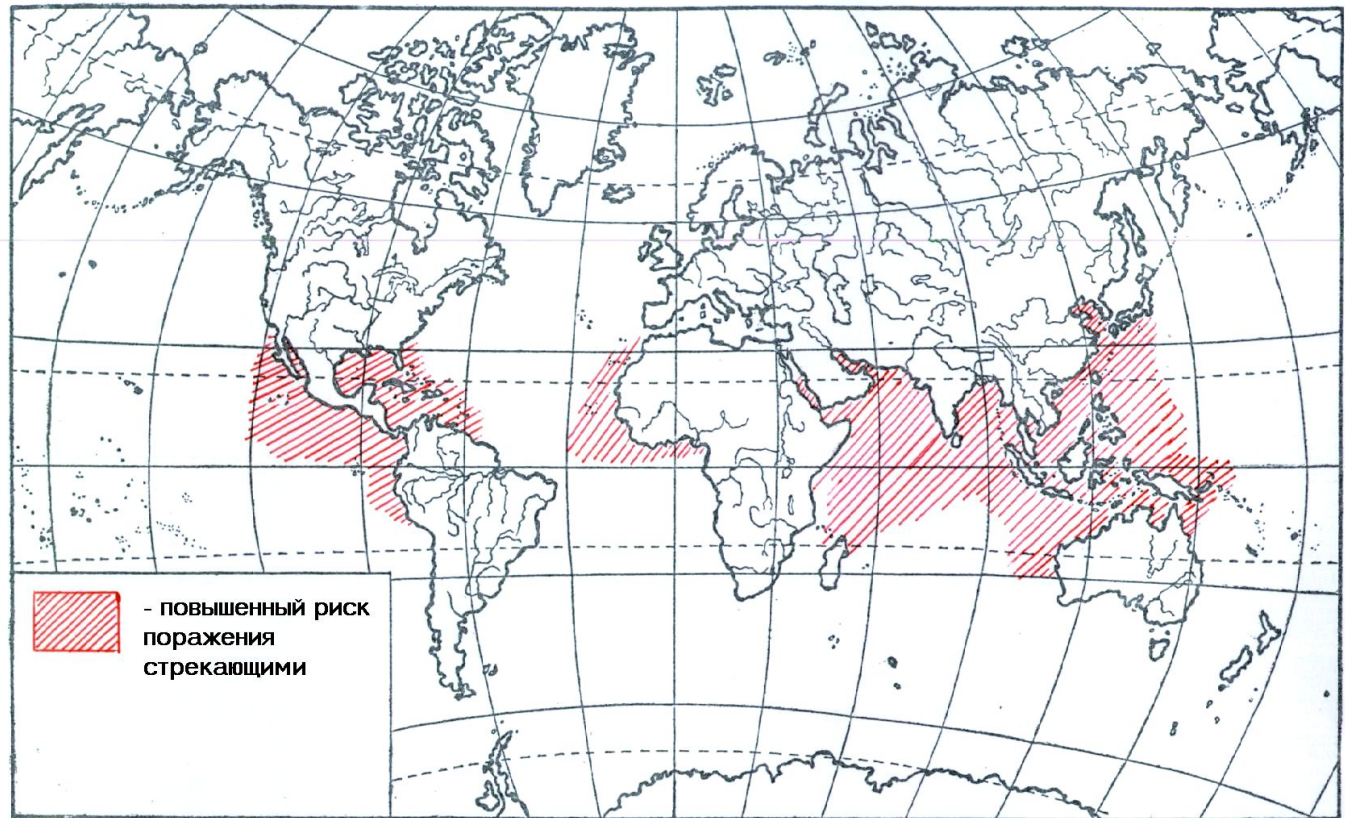 - повышенный риск
поражения
стрекающими